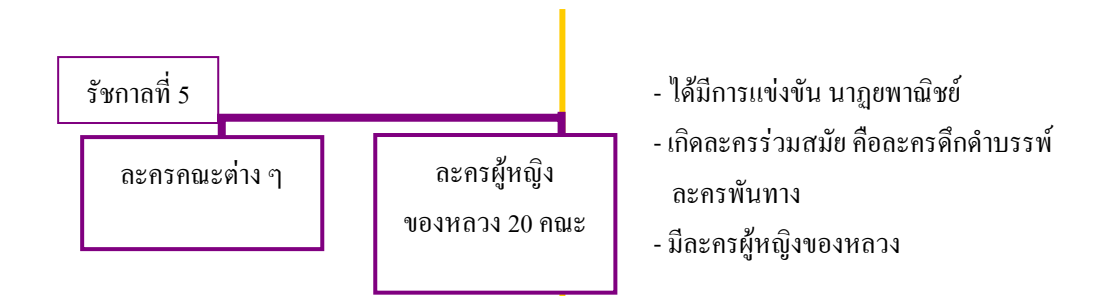 รัชกาลที่ 5
ละครคณะต่าง ๆ
ละครผู้หญิง
ของหลวง 20 คณะ
- ได้มีการแข่งขัน นาฏยพาณิชย์
- เกิดละครร่วมสมัย คือละครดึกดำบรรพ์
ละครพันทาง
- มีละครผู้หญิงของหลวง